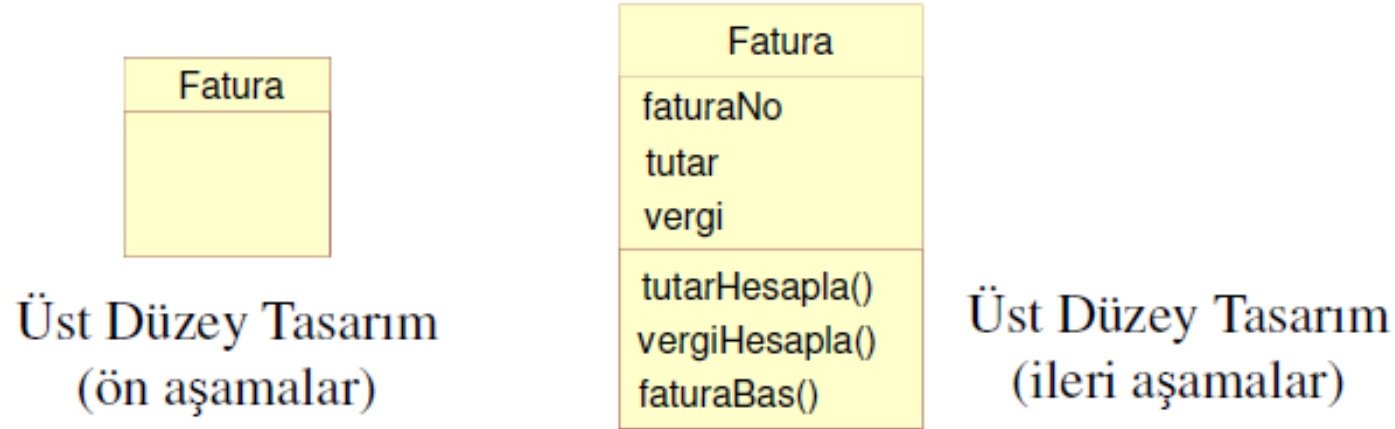 Fatura
Üst Düzey Tasarım
(ön aşamalar)
Fatura
faturaNo
tutar
vergi
tutarHesapla()
vergiHesapla()
faturaBas()
Üst Düzey Tasarım
(ileri aşamalar)